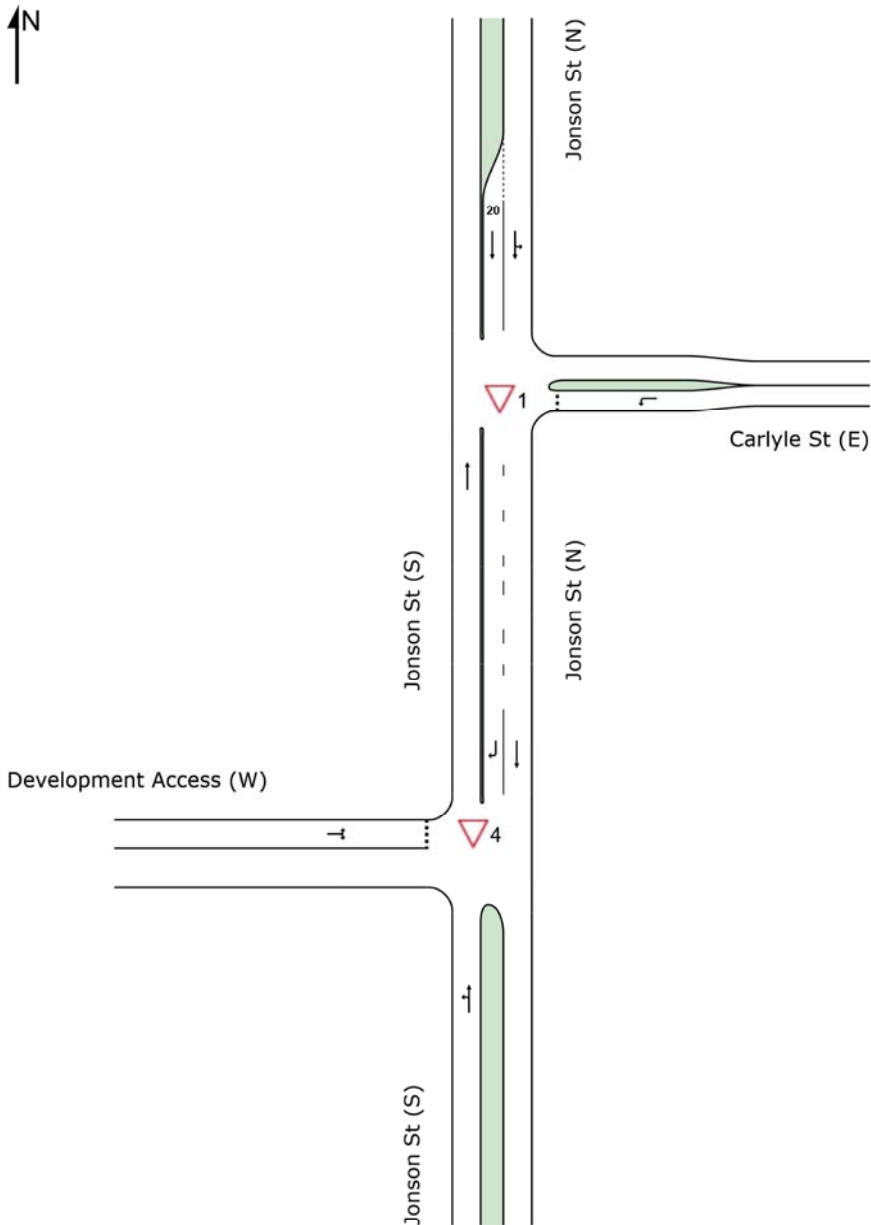 N
Jonson St (N)
20
1
Carlyle St (E)
Jonson St (S)
Jonson St (N)
Development Access (W)
4
Jonson St (S)